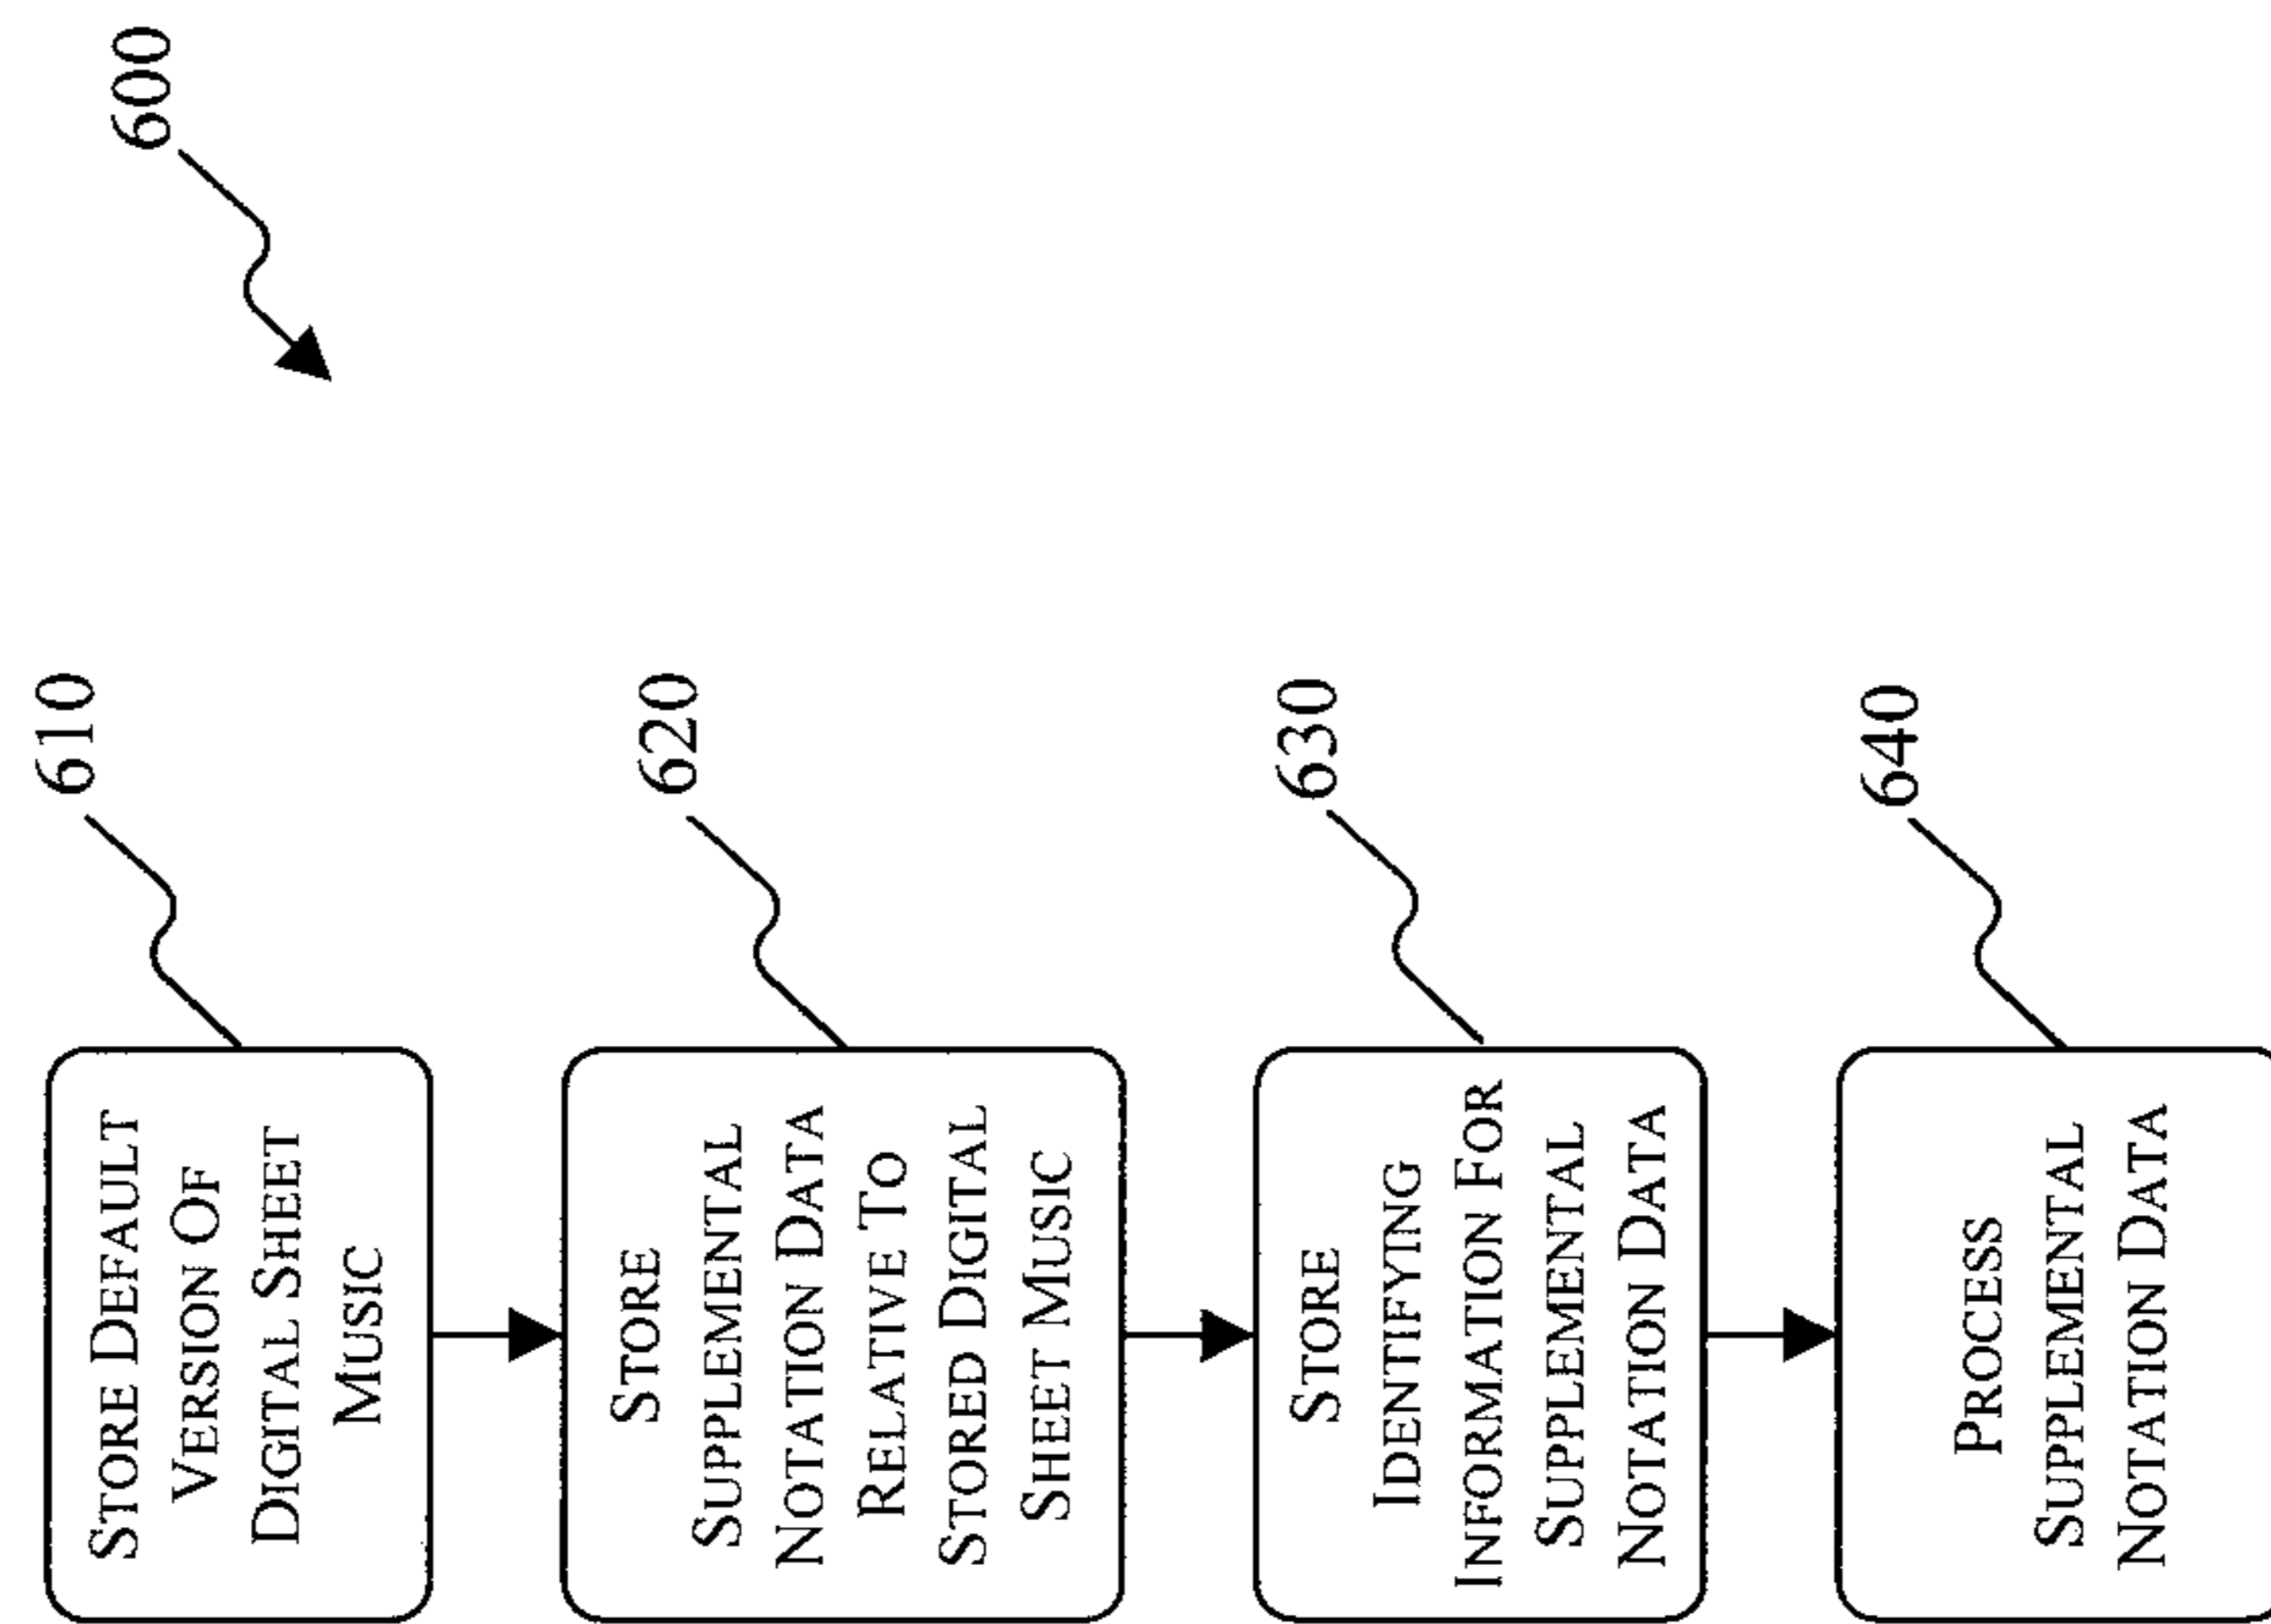 600
610
STORE DEFAULT
VERSION OF
DIGITAL SHEET
MUSIC
620
STORE
SUPPLEMENTAL
NOTATION DATA
RELATIVE TO
STORED DIGITAL
SHEET MUSIC
630
STORE
IDENTIFYING
INFORMATION FOR
SUPPLEMENTAL
NOTATION DATA
640
PROCESS
SUPPLEMENTAL
NOTATION DATA